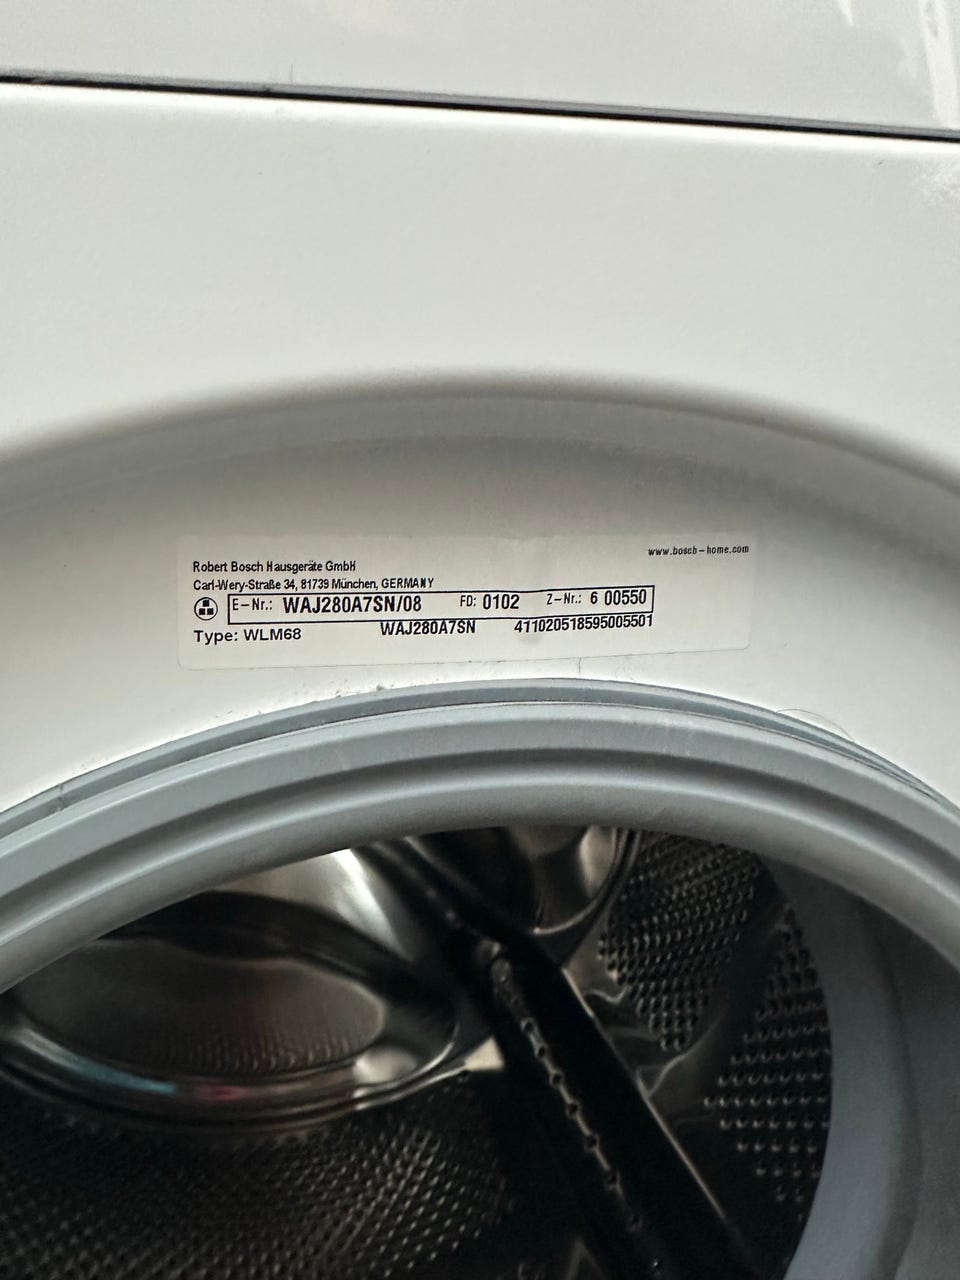 www.bosch-home.com
Robert Bosch Hausgeräte GmbH
Carl-Wery-Straße 34, 81739 München, GERMANY
E-Nr.: WAJ280A7SN/08 FD: 0102 Z-Nr.: 6 00550
Type: WLM68 WAJ280A7SN 411020518595005501